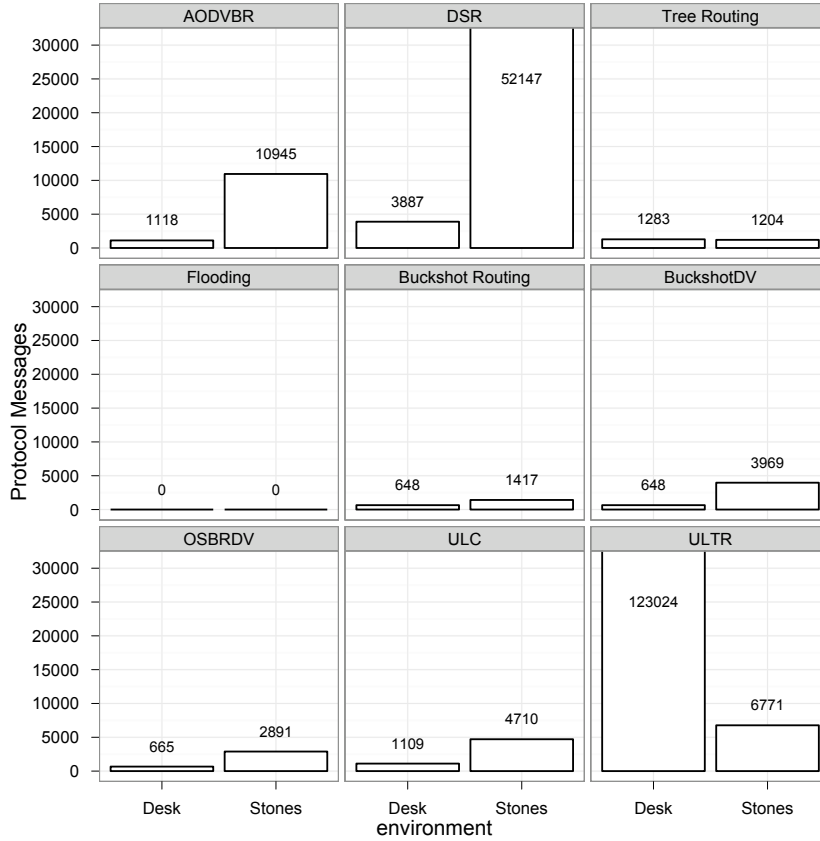 AODVBR
DSR
Tree Routing
30000
25000
20000
15000
10000
5000
0
1118
10945
3887
52147
1283
1204
Flooding
Buckshot Routing
BuckshotDV
30000
25000
20000
15000
10000
5000
0
0
0
648
1417
648
3969
Protocol Messages
OSBRDV
ULC
ULTR
30000
25000
20000
15000
10000
5000
0
665
2891
1109
4710
123024
6771
Desk
Stones
Desk
Stones
Desk
Stones
environment